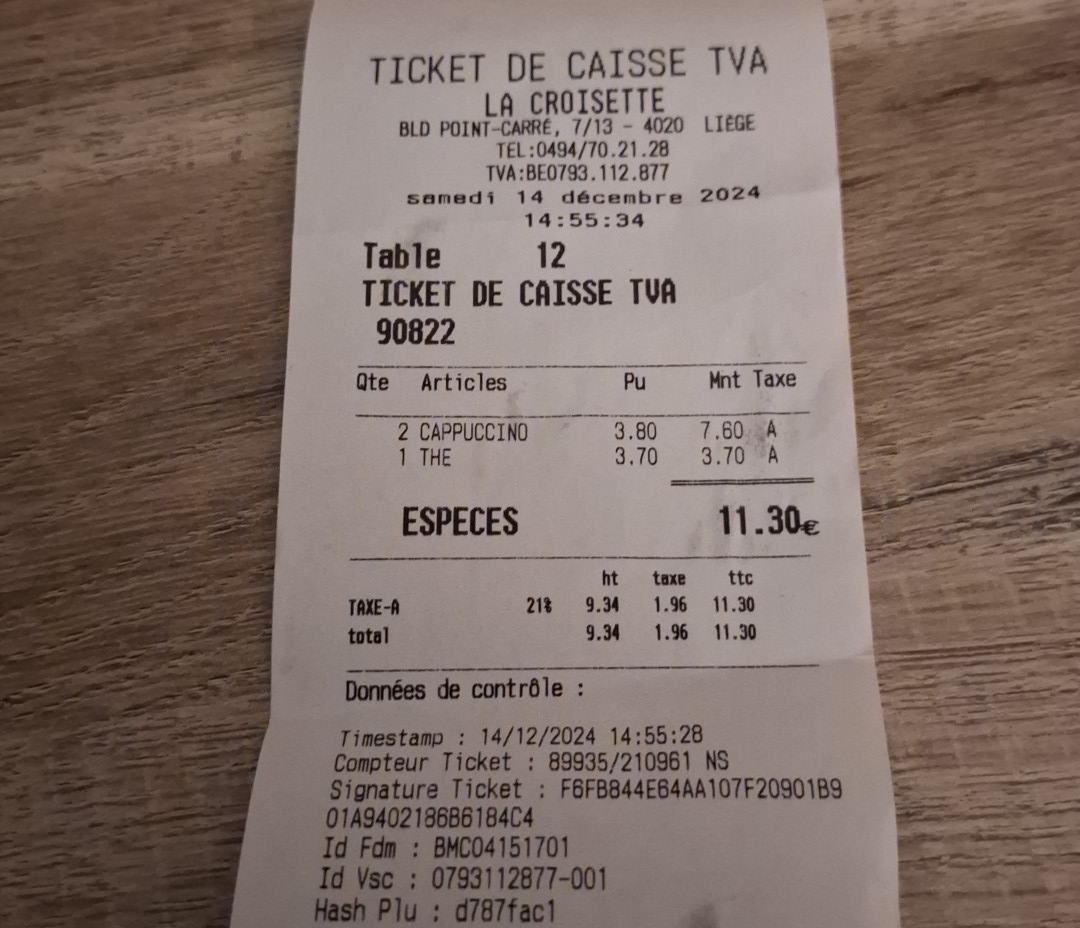 TICKET DE CAISSE TVA
LA CROISETTE
BLD POINT-CARRÉ, 7/13 - 4020 LIÈGE
TEL:0494/70.21.28
TVA:BE0793.112.877
samedi 14 décembre 2024
14:55:34
Table 12
TICKET DE CAISSE TVA
90822
Qte Articles Pu Mnt Taxe
2 CAPPUCCINO 3.80 7.60 A
1 THE 3.70 3.70 A
ESPECES 11.30€
ht taxe ttc
TAXE-A 21% 9.34 1.96 11.30
total 9.34 1.96 11.30
Données de contrôle :
Timestamp : 14/12/2024 14:55:28
Compteur Ticket : 89935/210961 NS
Signature Ticket : F6FB844E64AA107F20901B9
01A9402186B6184C4
Id Fdm : BMC04151701
Id Vsc : 0793112877-001
Hash Plu : d787fac1